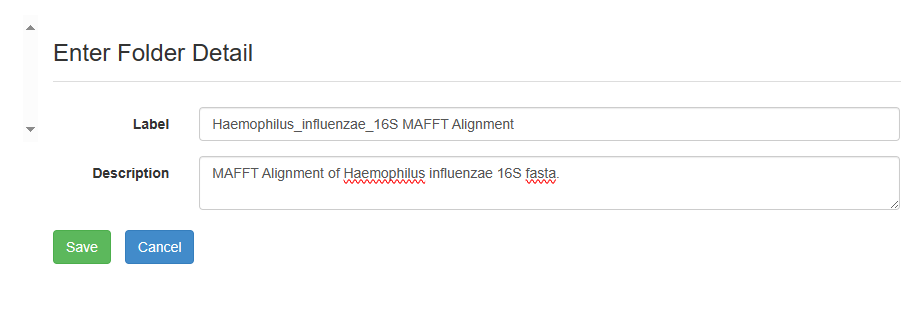 Enter Folder Detail
Label
Haemophilus_influenzae_16S MAFFT Alignment
Description
MAFFT Alignment of Haemophilus influenzae 16S fasta.
Save
Cancel